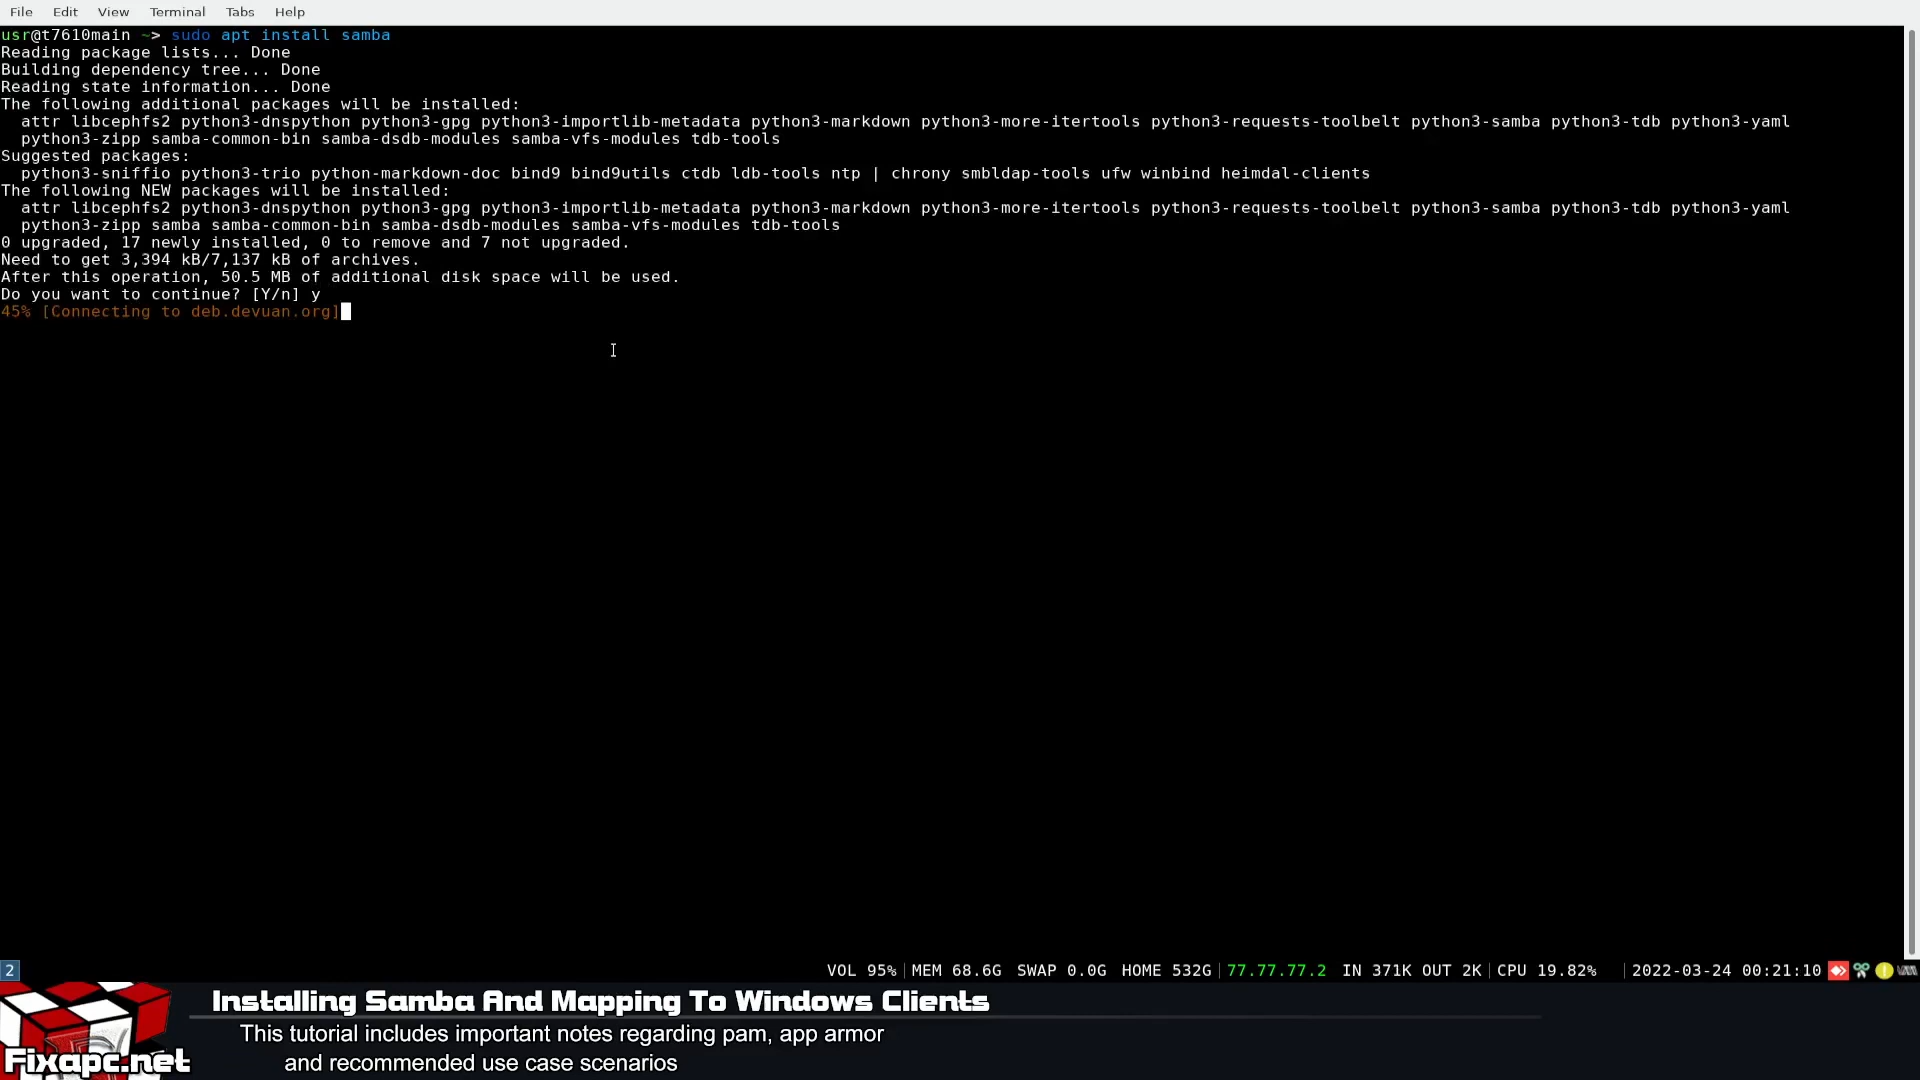 File Edit View Terminal Tabs Help
usr@t7610main ~> sudo apt install samba
Reading package lists... Done
Building dependency tree... Done
Reading state information... Done
The following additional packages will be installed:
  attr libcephfs2 python3-dnspython python3-gpg python3-importlib-metadata python3-markdown python3-more-itertools python3-requests-toolbelt python3-samba python3-tdb python3-yaml
  python3-zipp samba-common-bin samba-dsdb-modules samba-vfs-modules tdb-tools
Suggested packages:
  python3-sniffio python3-trio python-markdown-doc bind9 bind9utils ctdb ldb-tools ntp | chrony smbldap-tools ufw winbind heimdal-clients
The following NEW packages will be installed:
  attr libcephfs2 python3-dnspython python3-gpg python3-importlib-metadata python3-markdown python3-more-itertools python3-requests-toolbelt python3-samba python3-tdb python3-yaml
  python3-zipp samba samba-common-bin samba-dsdb-modules samba-vfs-modules tdb-tools
0 upgraded, 17 newly installed, 0 to remove and 7 not upgraded.
Need to get 3,394 kB/7,137 kB of archives.
After this operation, 50.5 MB of additional disk space will be used.
Do you want to continue? [Y/n] y
45% [Connecting to deb.devuan.org]
2 VOL 95% | MEM 68.6G SWAP 0.0G HOME 532G | 77.77.77.2 IN 371K OUT 2K | CPU 19.82% | 2022-03-24 00:21:10
Installing Samba And Mapping To Windows Clients
This tutorial includes important notes regarding pam, app armor
and recommended use case scenarios
Fixapc.net